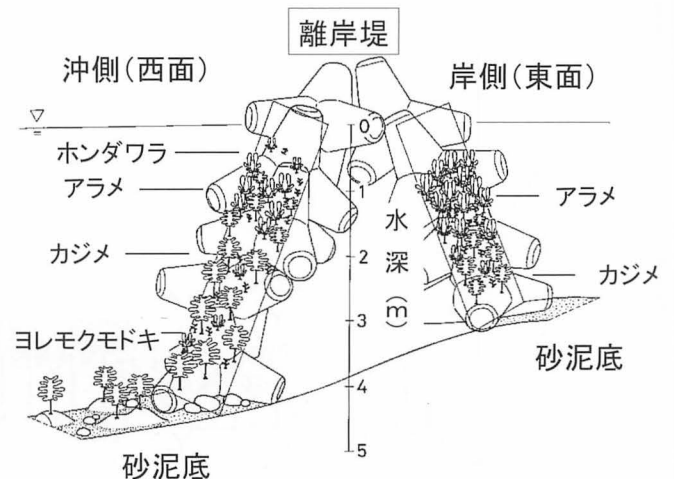 離岸堤
沖側(西面)
岸側(東面)
ホンダワラ
アラメ
カジメ
ヨレモクモドキ
砂泥底
0
1
2
3
4
5
水深(m)
アラメ
カジメ
砂泥底